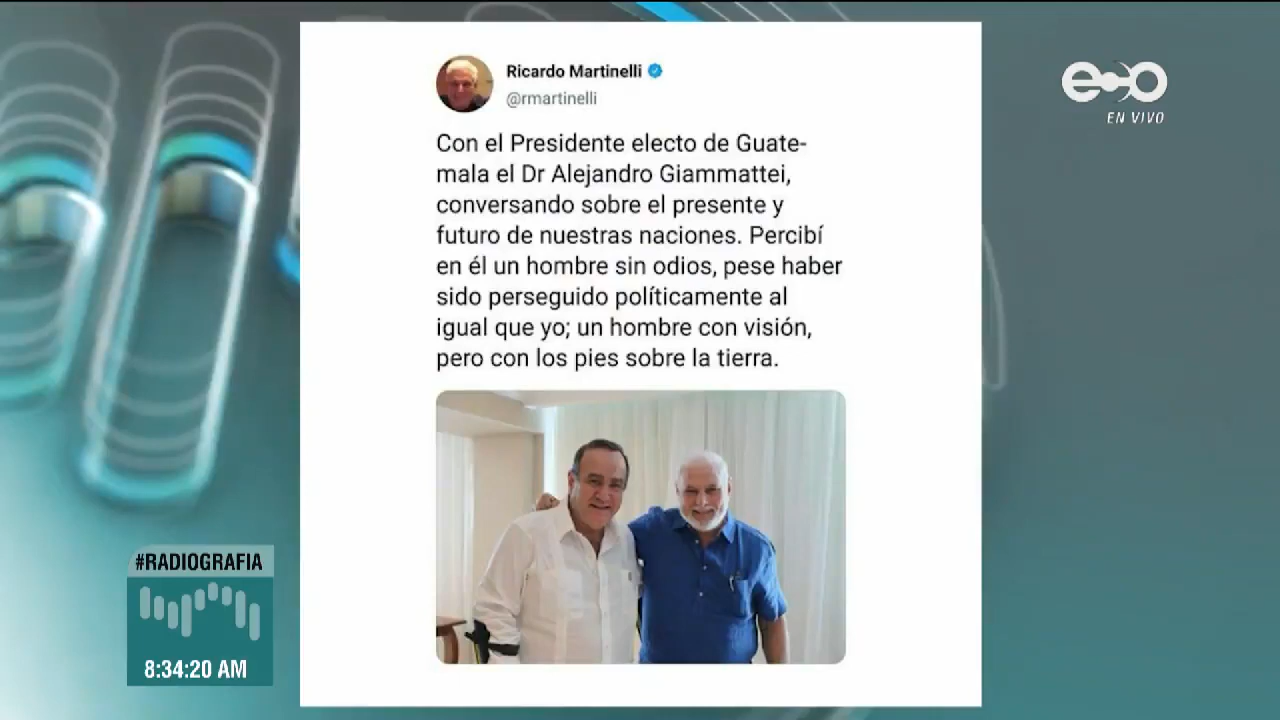 Ricardo Martinelli
@rmartinelli
Con el Presidente electo de Guate-
mala el Dr Alejandro Giammattei,
conversando sobre el presente y
futuro de nuestras naciones. Percibí
en él un hombre sin odios, pese haber
sido perseguido políticamente al
igual que yo; un hombre con visión,
pero con los pies sobre la tierra.
eco
EN VIVO
#RADIOGRAFIA
8:34:20 AM